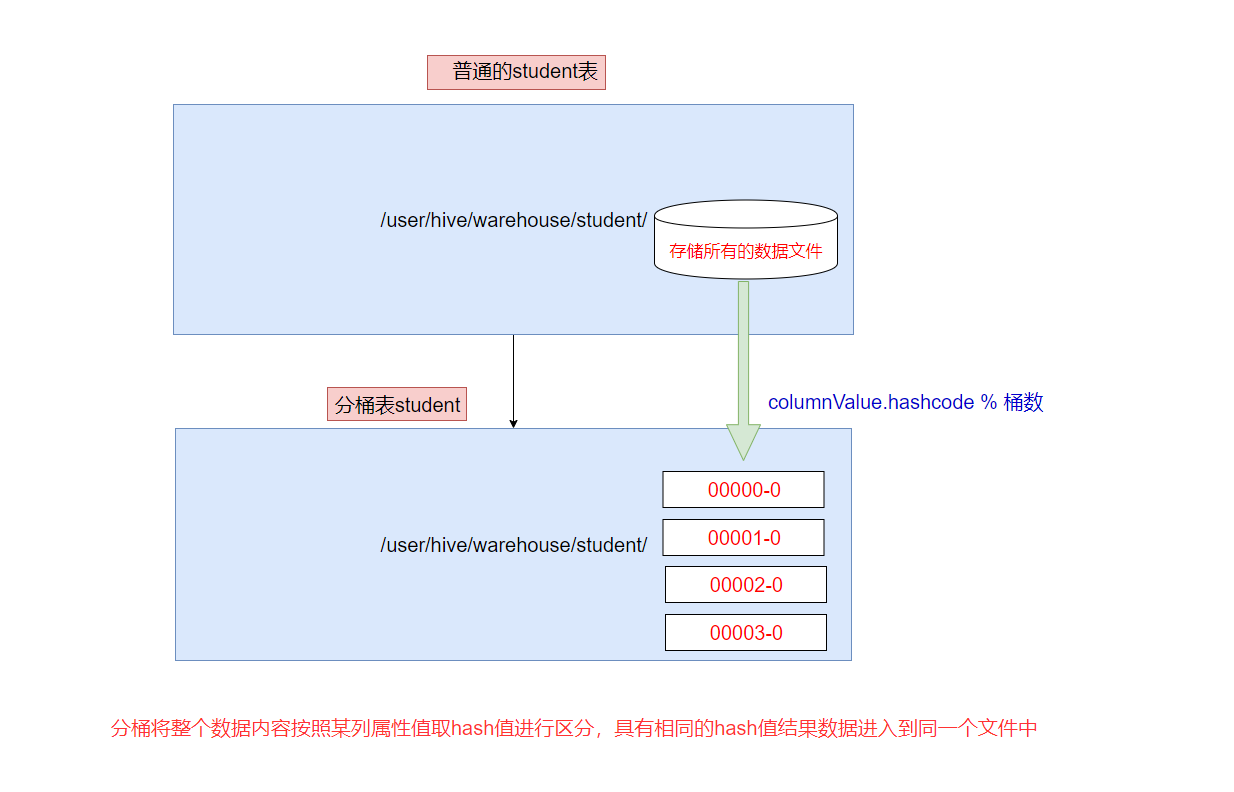 普通的student表
/user/hive/warehouse/student/
存储所有的数据文件
分桶表student
columnValue.hashcode % 桶数
00000-0
00001-0
/user/hive/warehouse/student/
00002-0
00003-0
分桶将整个数据内容按照某列属性值取hash值进行区分，具有相同的hash值结果数据进入到同一个文件中